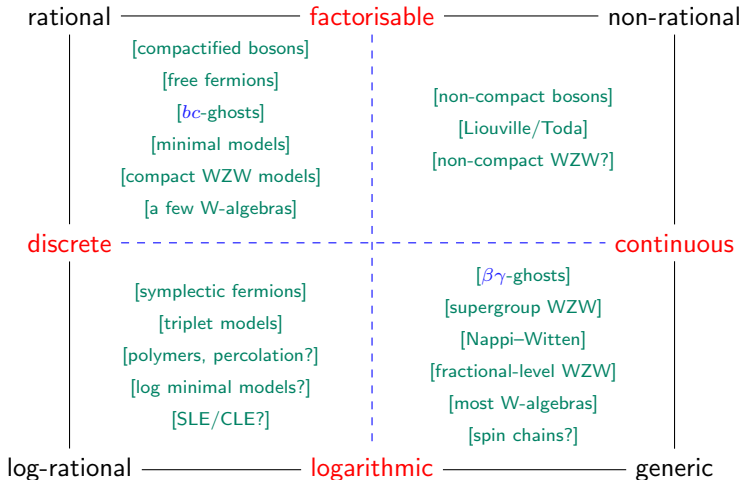 rational factorisable non-rational
[compactified bosons]
[free fermions]
[bc-ghosts]
[minimal models]
[compact WZW models]
[a few W-algebras]
[non-compact bosons]
[Liouville/Toda]
[non-compact WZW?]
discrete continuous
[symplectic fermions]
[triplet models]
[polymers, percolation?]
[log minimal models?]
[SLE/CLE?]
[βγ-ghosts]
[supergroup WZW]
[Nappi–Witten]
[fractional-level WZW]
[most W-algebras]
[spin chains?]
log-rational logarithmic generic